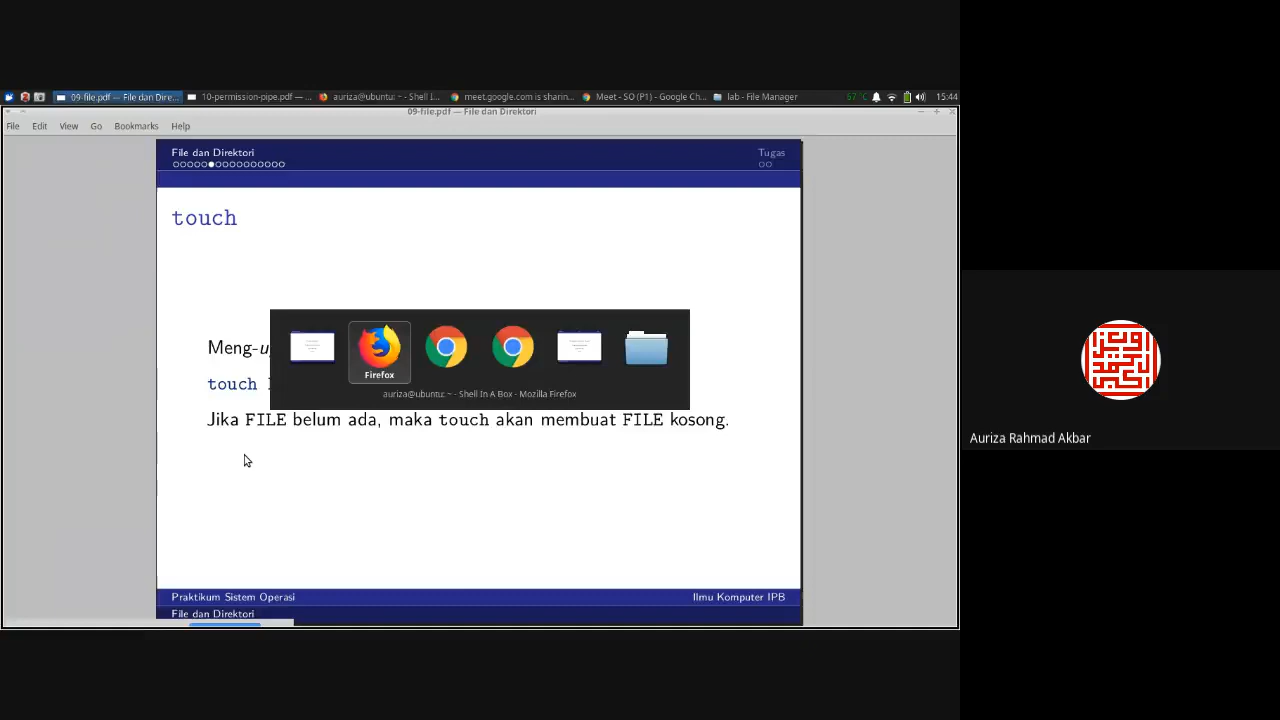 09-file.pdf — File dan Dire...
10-permission-pipe.pdf — ...
auriza@ubuntu: ~ - Shell I...
meet.google.com is sharin...
Meet - SO (P1) - Google Ch...
lab - File Manager
67 °C
15:44
09-file.pdf — File dan Direktori
File Edit View Go Bookmarks Help
File dan Direktori
Tugas
touch
Meng-u
touch
Firefox
auriza@ubuntu: ~ - Shell In A Box - Mozilla Firefox
Jika FILE belum ada, maka touch akan membuat FILE kosong.
Praktikum Sistem Operasi
Ilmu Komputer IPB
File dan Direktori
Auriza Rahmad Akbar